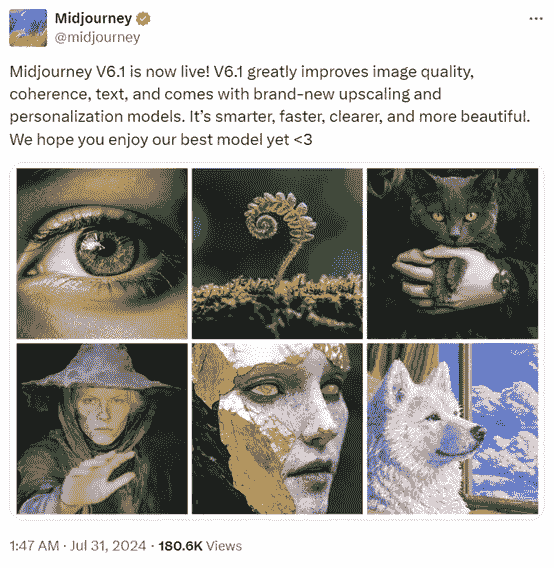 Midjourney
@midjourney
Midjourney V6.1 is now live! V6.1 greatly improves image quality,
coherence, text, and comes with brand-new upscaling and
personalization models. It’s smarter, faster, clearer, and more beautiful.
We hope you enjoy our best model yet <3
1:47 AM · Jul 31, 2024 · 180.6K Views